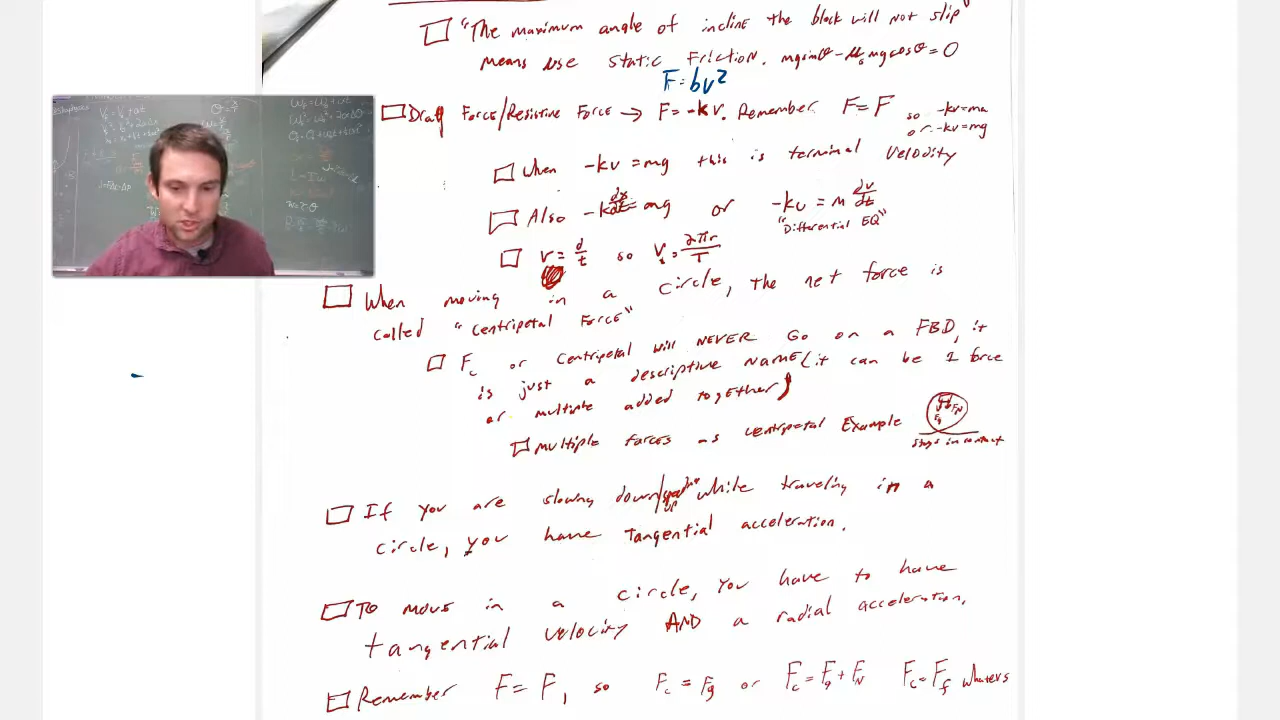 "The maximum angle of incline the block will not slip"
means use static Friction. mgsinθ - μsmgcosθ = 0
F = bv²
Drag Force/Resistive Force → F = -kv. Remember F = F so -kv=ma
or -kv=mg
When -kv = mg this is terminal velocity
Also -k dx/dt = mg or -kv = m dv/dt
"Differential EQ"
v = d/t so V = 2πr/T
When moving in a circle, the net force is
called "centripetal Force"
Fc or centripetal will NEVER Go on a FBD, it
is just a descriptive NAME (it can be 1 force
or multiple added together)
multiple forces as centripetal Example Fg FN
stays in contact
If you are slowing down/speeding up while traveling in a
circle, you have Tangential acceleration.
To move in a circle, you have to have
tangential velocity AND a radial acceleration,
Remember F = F, so Fc = Fg or Fc = Fg + FN Fc = Ff whatevs